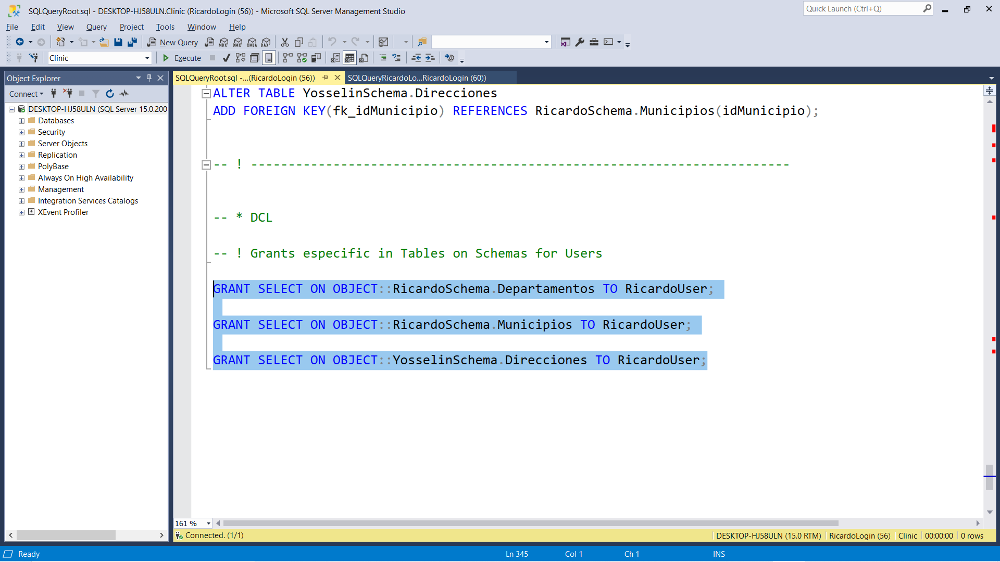 SQLQueryRoot.sql - DESKTOP-HJ58ULN.Clinic (RicardoLogin (56)) - Microsoft SQL Server Management Studio
Quick Launch (Ctrl+Q)
File Edit View Query Project Tools Window Help
New Query MDX DMX XMLA DAX
Clinic Execute
Object Explorer
SQLQueryRoot.sql -...(RicardoLogin (56))
SQLQueryRicardoLo...RicardoLogin (60))
Connect
DESKTOP-HJ58ULN (SQL Server 15.0.200
Databases
Security
Server Objects
Replication
PolyBase
Always On High Availability
Management
Integration Services Catalogs
XEvent Profiler
ALTER TABLE YosselinSchema.Direcciones
ADD FOREIGN KEY(fk_idMunicipio) REFERENCES RicardoSchema.Municipios(idMunicipio);
-- ! ------------------------------------------------------------------------
-- * DCL
-- ! Grants especific in Tables on Schemas for Users
GRANT SELECT ON OBJECT::RicardoSchema.Departamentos TO RicardoUser;
GRANT SELECT ON OBJECT::RicardoSchema.Municipios TO RicardoUser;
GRANT SELECT ON OBJECT::YosselinSchema.Direcciones TO RicardoUser;
161 %
Connected. (1/1)
DESKTOP-HJ58ULN (15.0 RTM) RicardoLogin (56) Clinic 00:00:00 0 rows
Ready Ln 345 Col 1 Ch 1 INS